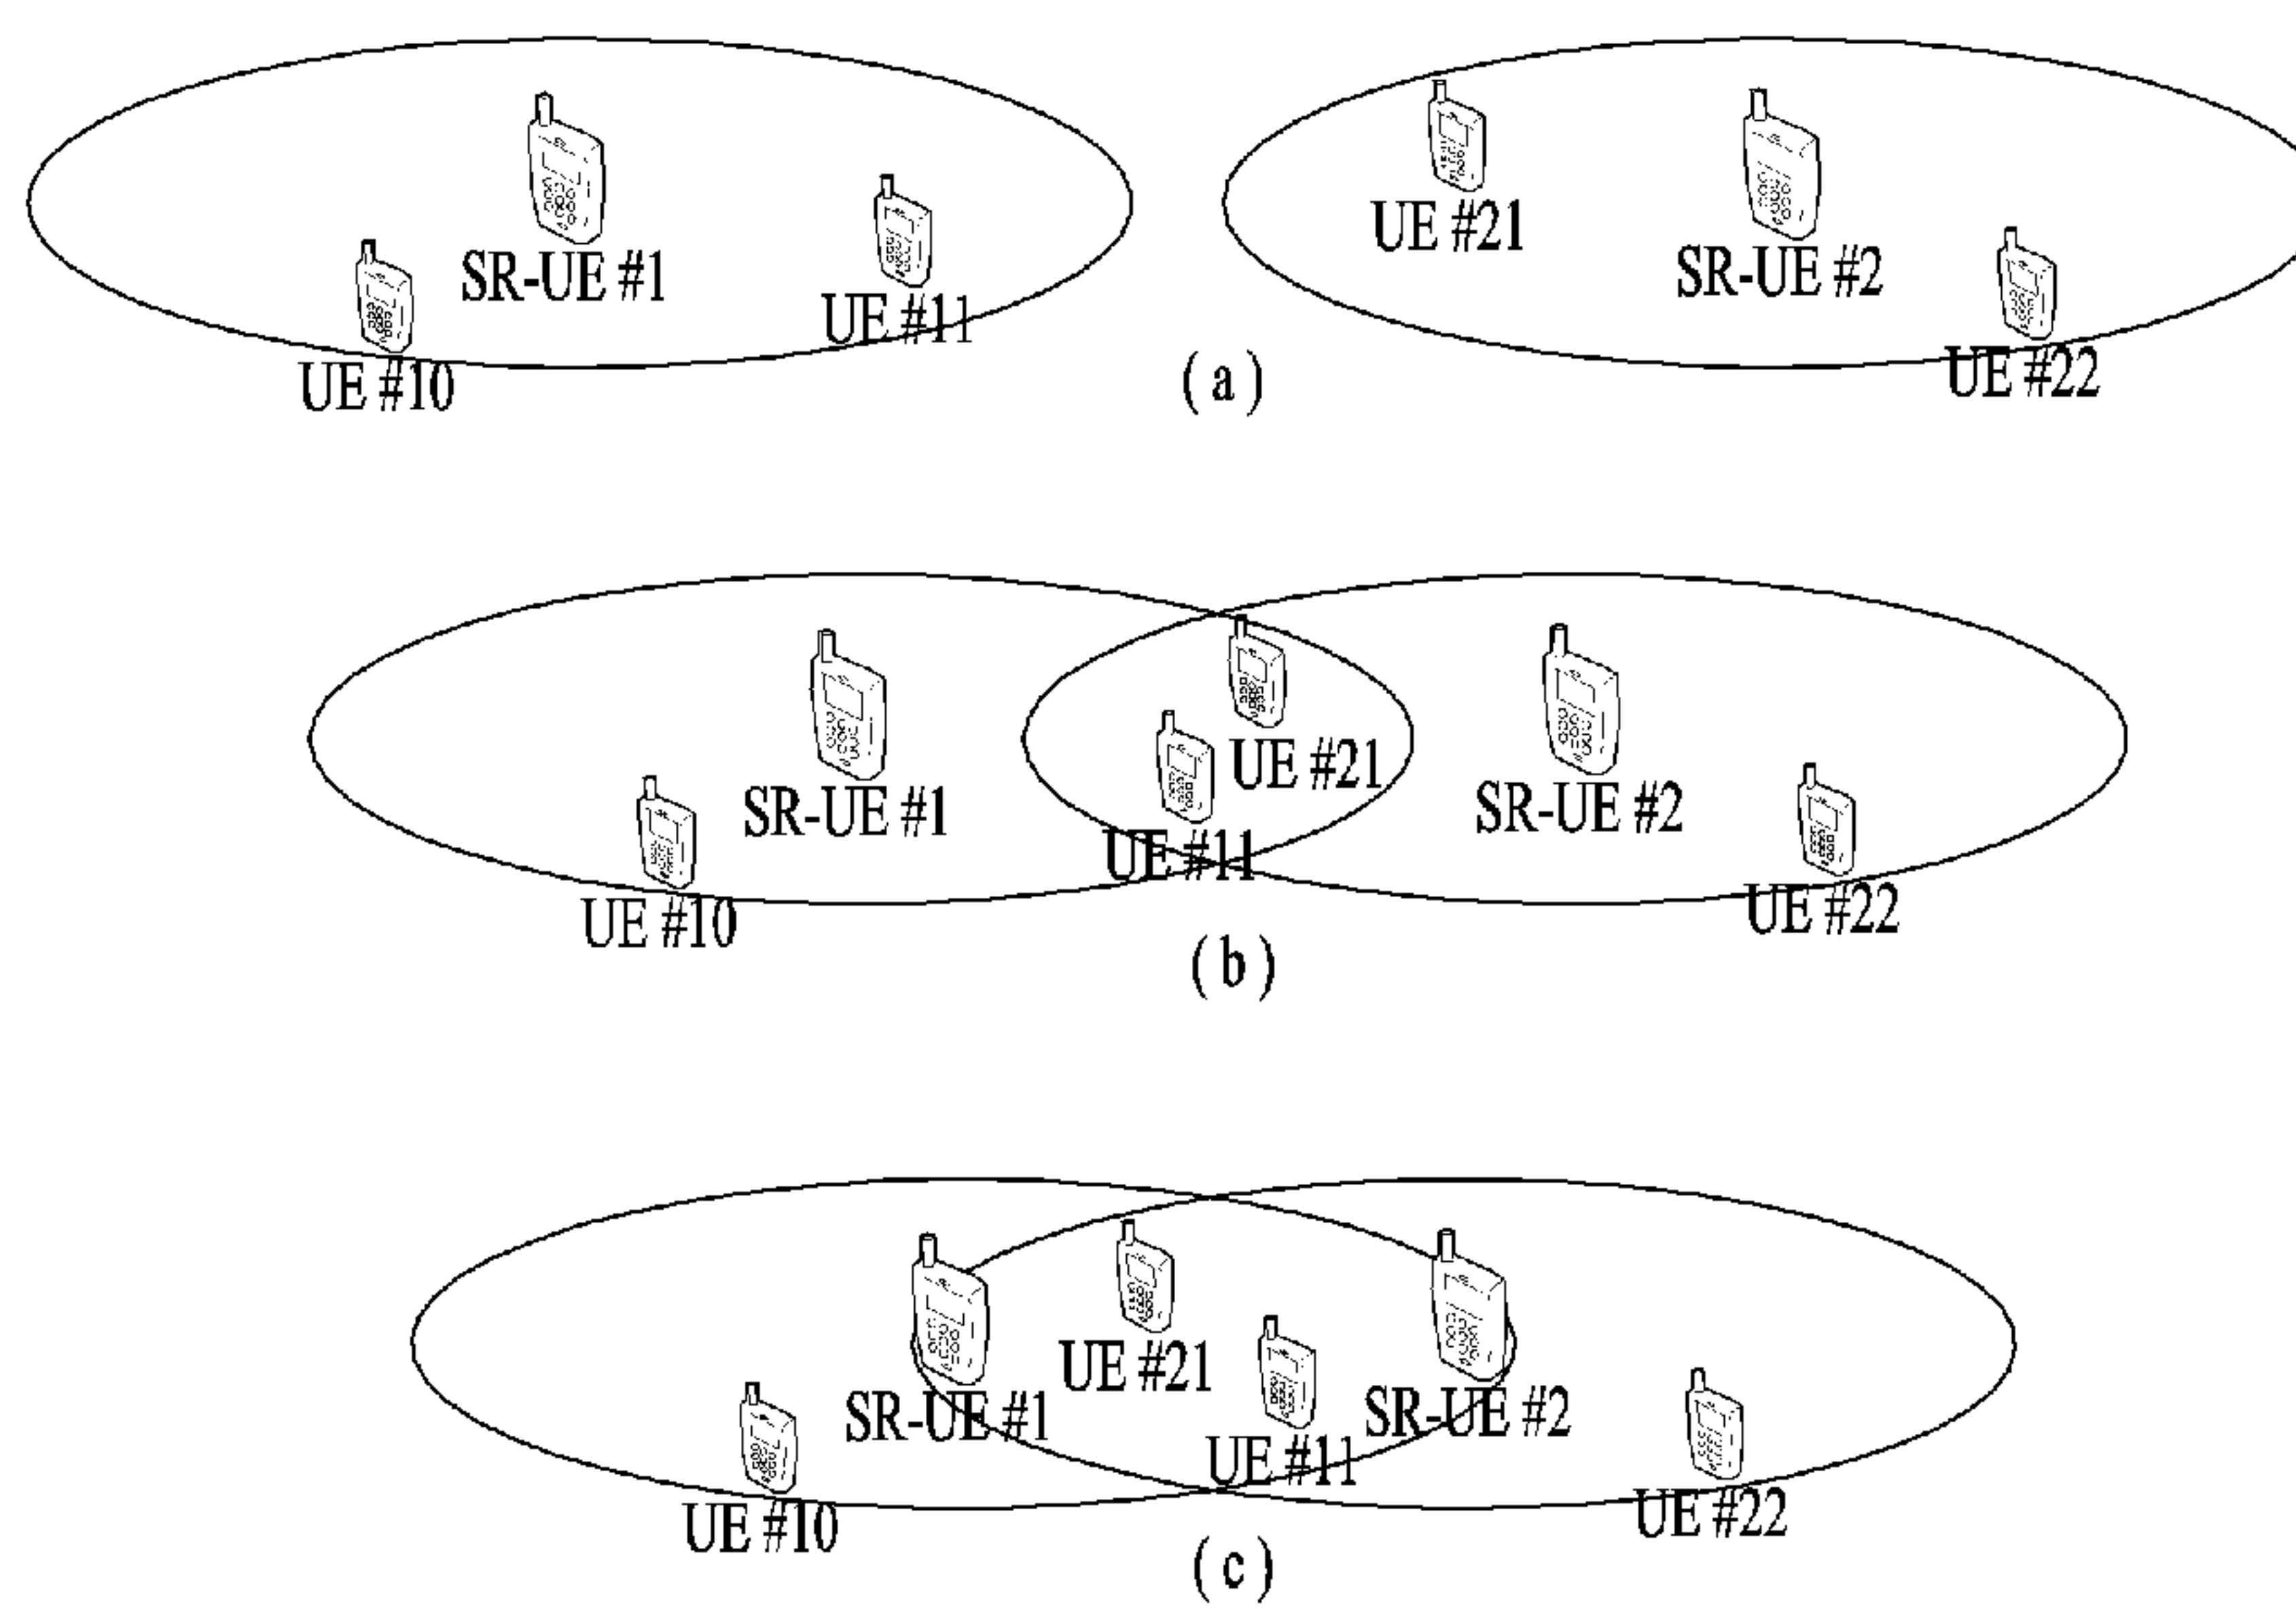 UE #21
SR-UE #1
SR-UE #2
UE #11
UE #10
UE #22
( a )
UE #21
SR-UE #1
SR-UE #2
UE #11
UE #10
UE #22
( b )
UE #21
SR-UE #1
SR-UE #2
UE #11
UE #10
UE #22
( c )